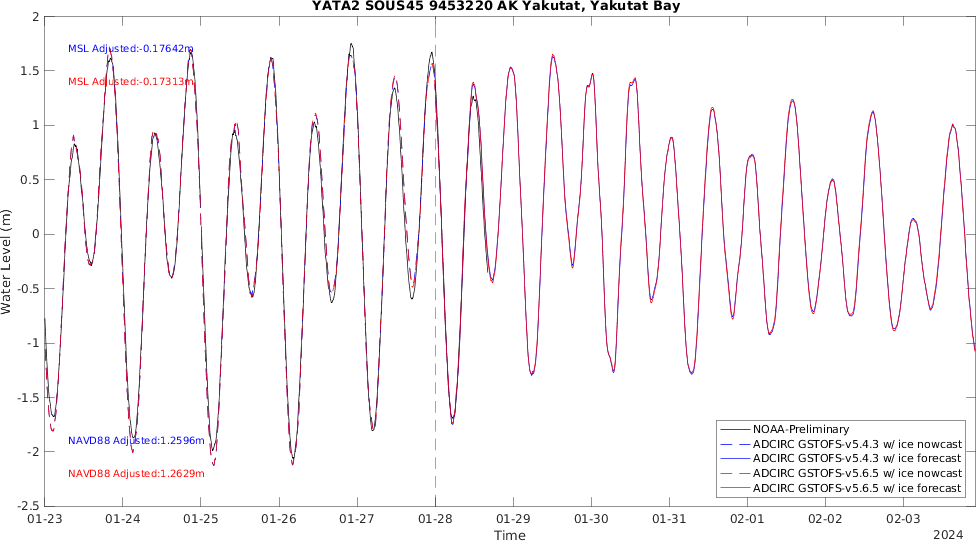 YATA2 SOUS45 9453220 AK Yakutat, Yakutat Bay
2
1.5
1
0.5
0
-0.5
-1
-1.5
-2
-2.5
Water Level (m)
MSL Adjusted:-0.17642m
MSL Adjusted:-0.17313m
NAVD88 Adjusted:1.2596m
NAVD88 Adjusted:1.2629m
NOAA-Preliminary
ADCIRC GSTOFS-v5.4.3 w/ ice nowcast
ADCIRC GSTOFS-v5.4.3 w/ ice forecast
ADCIRC GSTOFS-v5.6.5 w/ ice nowcast
ADCIRC GSTOFS-v5.6.5 w/ ice forecast
01-23 01-24 01-25 01-26 01-27 01-28 01-29 01-30 01-31 02-01 02-02 02-03
Time
2024